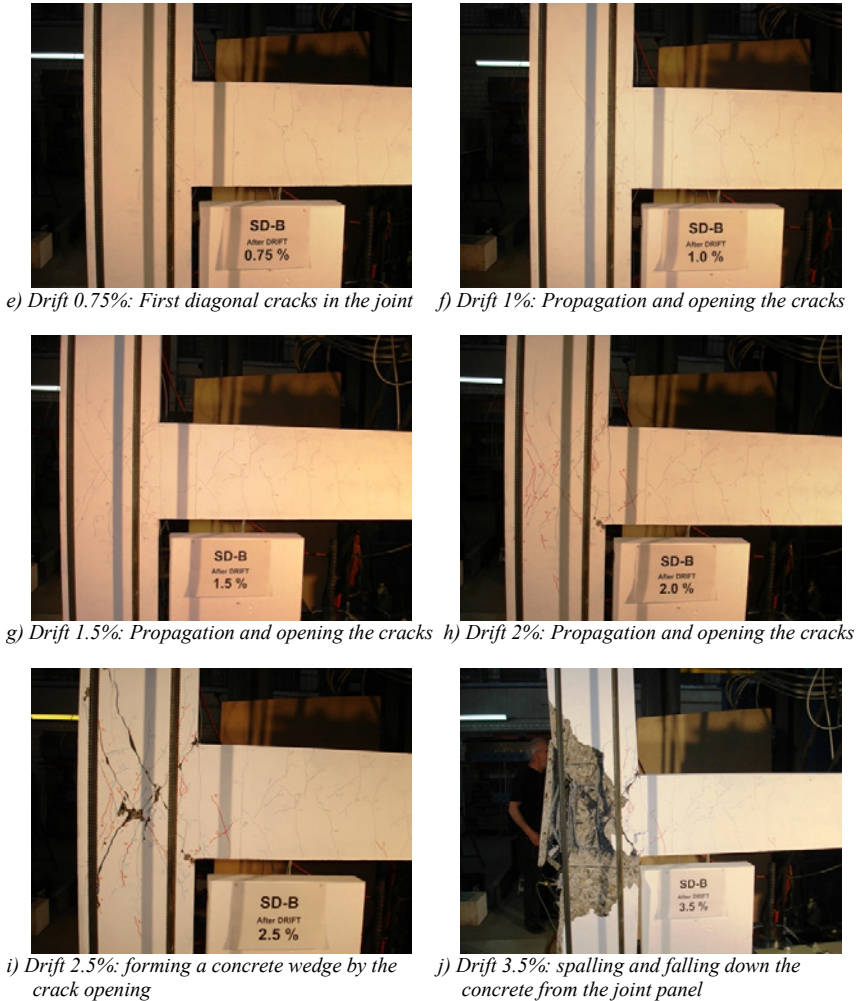 SD-B
After DRIFT
0.75 %
SD-B
After DRIFT
1.0 %
e) Drift 0.75%: First diagonal cracks in the joint
f) Drift 1%: Propagation and opening the cracks
SD-B
After DRIFT
1.5 %
SD-B
After DRIFT
2.0 %
g) Drift 1.5%: Propagation and opening the cracks
h) Drift 2%: Propagation and opening the cracks
SD-B
After DRIFT
2.5 %
SD-B
After DRIFT
3.5 %
i) Drift 2.5%: forming a concrete wedge by the
crack opening
j) Drift 3.5%: spalling and falling down the
concrete from the joint panel